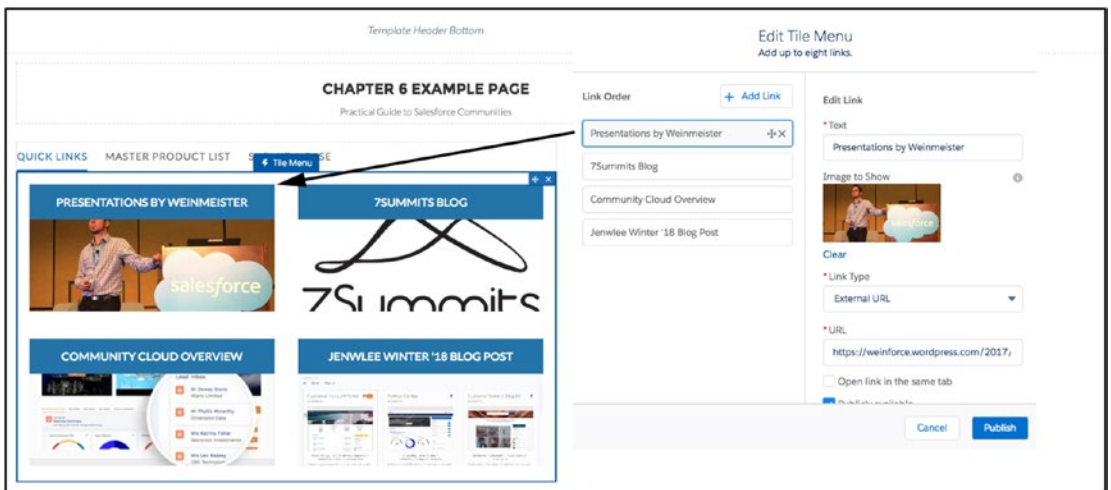 Template Header Bottom
CHAPTER 6 EXAMPLE PAGE
Practical Guide to Salesforce Communities
QUICK LINKS MASTER PRODUCT LIST
Tile Menu
PRESENTATIONS BY WEINMEISTER
salesforce
7SUMMITS BLOG
7Summits
COMMUNITY CLOUD OVERVIEW
Lead Inbox
JENWLEE WINTER '18 BLOG POST
Edit Tile Menu
Add up to eight links.
Link Order
+ Add Link
Presentations by Weinmeister
7Summits Blog
Community Cloud Overview
Jenwlee Winter '18 Blog Post
Edit Link
*Text
Presentations by Weinmeister
Image to Show
salesforce
Clear
*Link Type
External URL
*URL
https://weinforce.wordpress.com/2017/
Open link in the same tab
Publicly available
Cancel
Publish